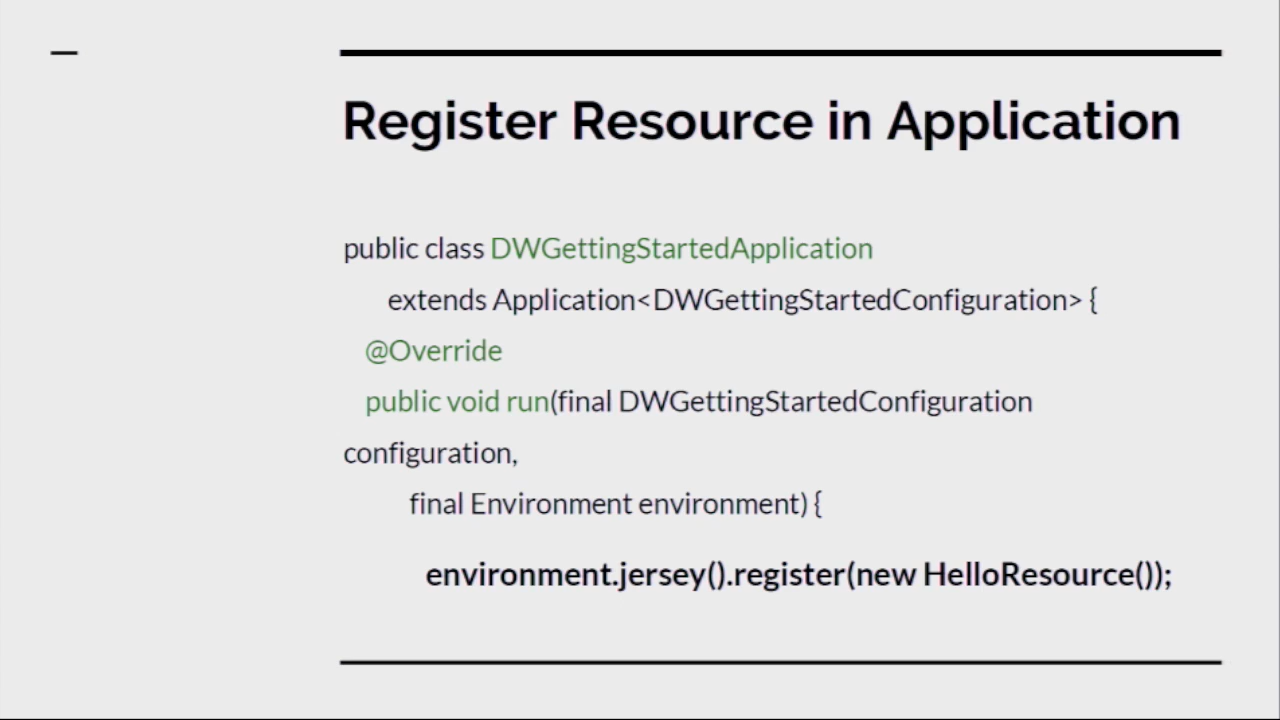 Register Resource in Application
public class DWGettingStartedApplication
extends Application<DWGettingStartedConfiguration> {
@Override
public void run(final DWGettingStartedConfiguration
configuration,
final Environment environment) {
environment.jersey().register(new HelloResource());